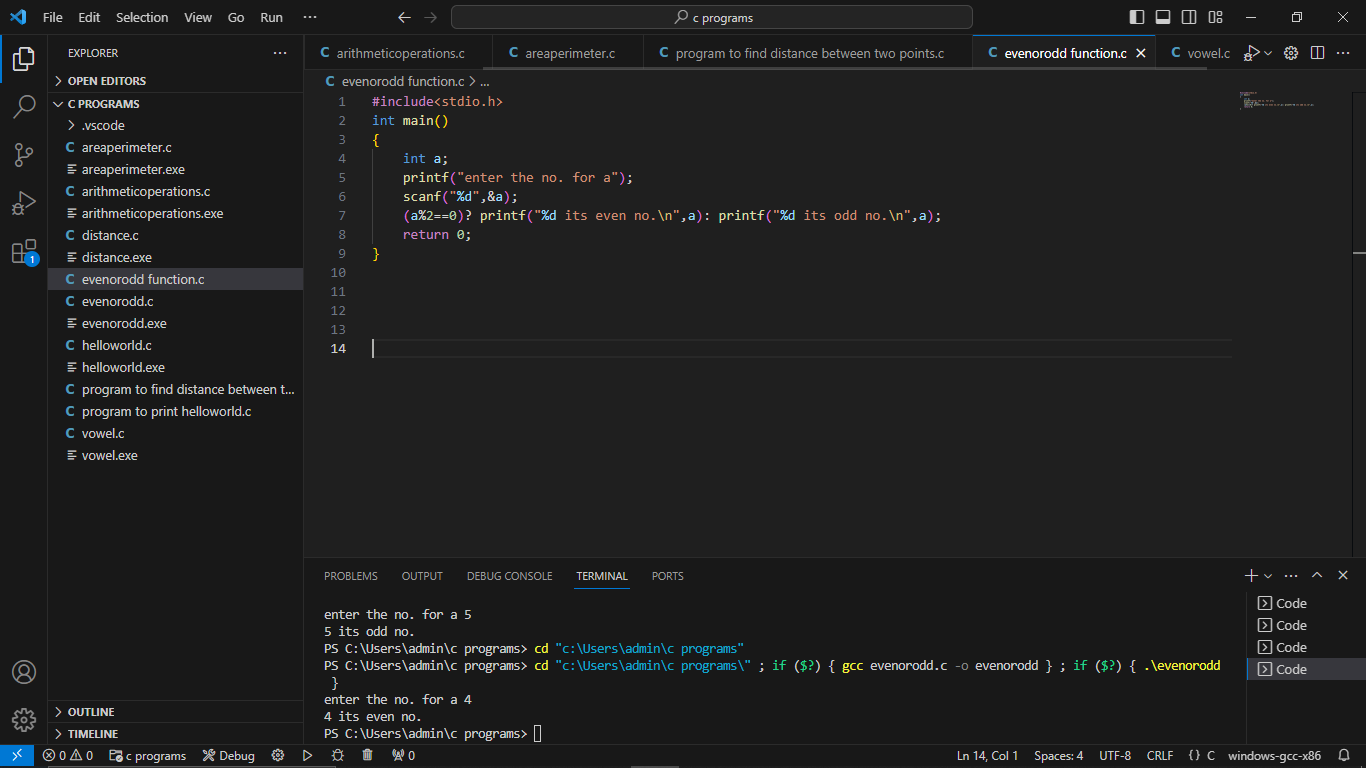 File Edit Selection View Go Run ··· c programs
EXPLORER ···
OPEN EDITORS
C PROGRAMS
.vscode
C areaperimeter.c
areaperimeter.exe
C arithmeticoperations.c
arithmeticoperations.exe
C distance.c
distance.exe
C evenorodd function.c
C evenorodd.c
evenorodd.exe
C helloworld.c
helloworld.exe
C program to find distance between t...
C program to print helloworld.c
C vowel.c
vowel.exe
OUTLINE
TIMELINE
1
C arithmeticoperations.c C areaperimeter.c C program to find distance between two points.c C evenorodd function.c C vowel.c ···
C evenorodd function.c > ...
1 #include<stdio.h>
2 int main()
3 {
4 int a;
5 printf("enter the no. for a");
6 scanf("%d",&a);
7 (a%2==0)? printf("%d its even no.\n",a): printf("%d its odd no.\n",a);
8 return 0;
9 }
10
11
12
13
14
PROBLEMS OUTPUT DEBUG CONSOLE TERMINAL PORTS ···
enter the no. for a 5
5 its odd no.
PS C:\Users\admin\c programs> cd "c:\Users\admin\c programs"
PS C:\Users\admin\c programs> cd "c:\Users\admin\c programs\" ; if ($?) { gcc evenorodd.c -o evenorodd } ; if ($?) { .\evenorodd
}
enter the no. for a 4
4 its even no.
PS C:\Users\admin\c programs>
Code
Code
Code
Code
0 0 c programs Debug 0 Ln 14, Col 1 Spaces: 4 UTF-8 CRLF {} C windows-gcc-x86